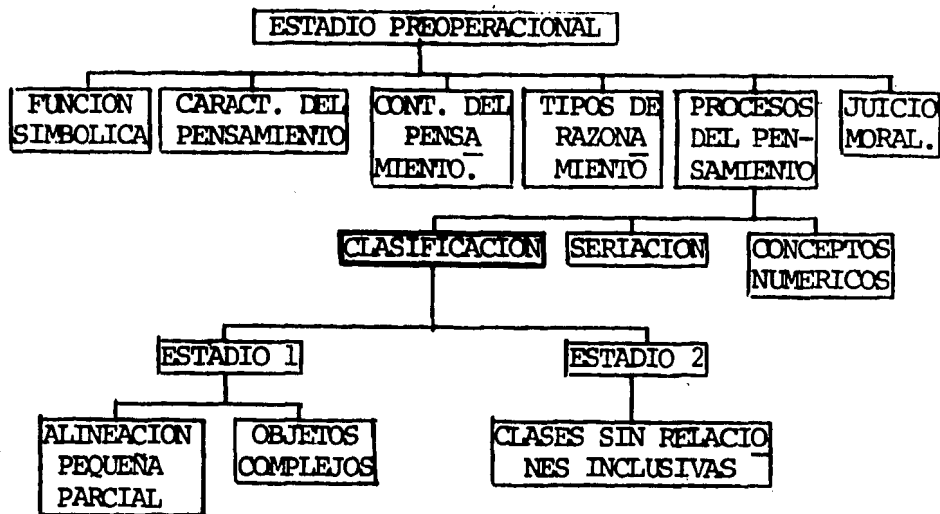 ESTADIO PREOPERACIONAL
FUNCION
SIMBOLICA
CARACT. DEL
PENSAMIENTO
CONT. DEL
PENSA
MIENTO.
TIPOS DE
RAZONA
MIENTO
PROCESOS
DEL PEN-
SAMIENTO
JUICIO
MORAL.
CLASIFICACION
SERIACION
CONCEPTOS
NUMERICOS
ESTADIO 1
ESTADIO 2
ALINEACION
PEQUEÑA
PARCIAL
OBJETOS
COMPLEJOS
CLASES SIN RELACIO
NES INCLUSIVAS